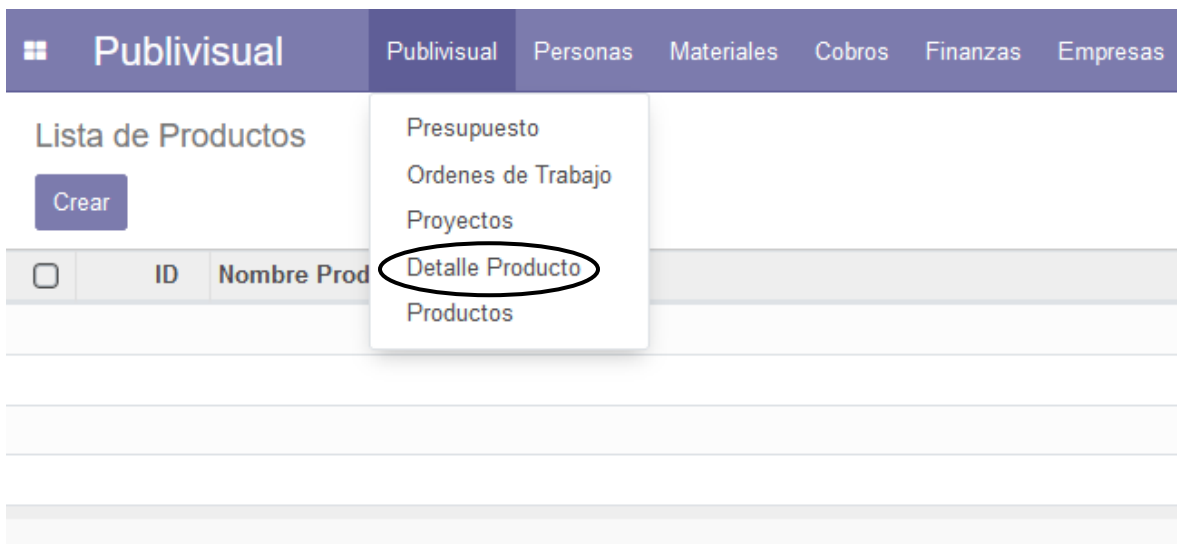 Publivisual Publivisual Personas Materiales Cobros Finanzas Empresas
Lista de Productos
Crear
Presupuesto
Ordenes de Trabajo
Proyectos
Detalle Producto
Productos
ID Nombre Prod